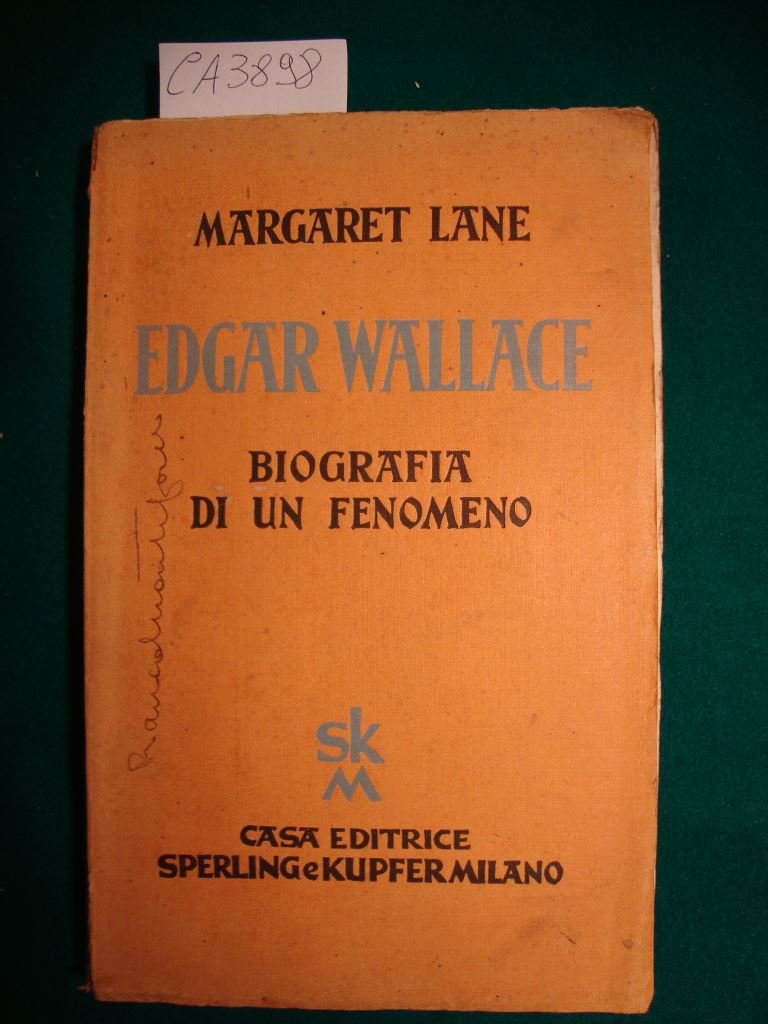 CA3898
MARGARET LANE
EDGAR WALLACE
BIOGRAFIA
DI UN FENOMENO
sk
M
CASA EDITRICE
SPERLING e KUPFER MILANO